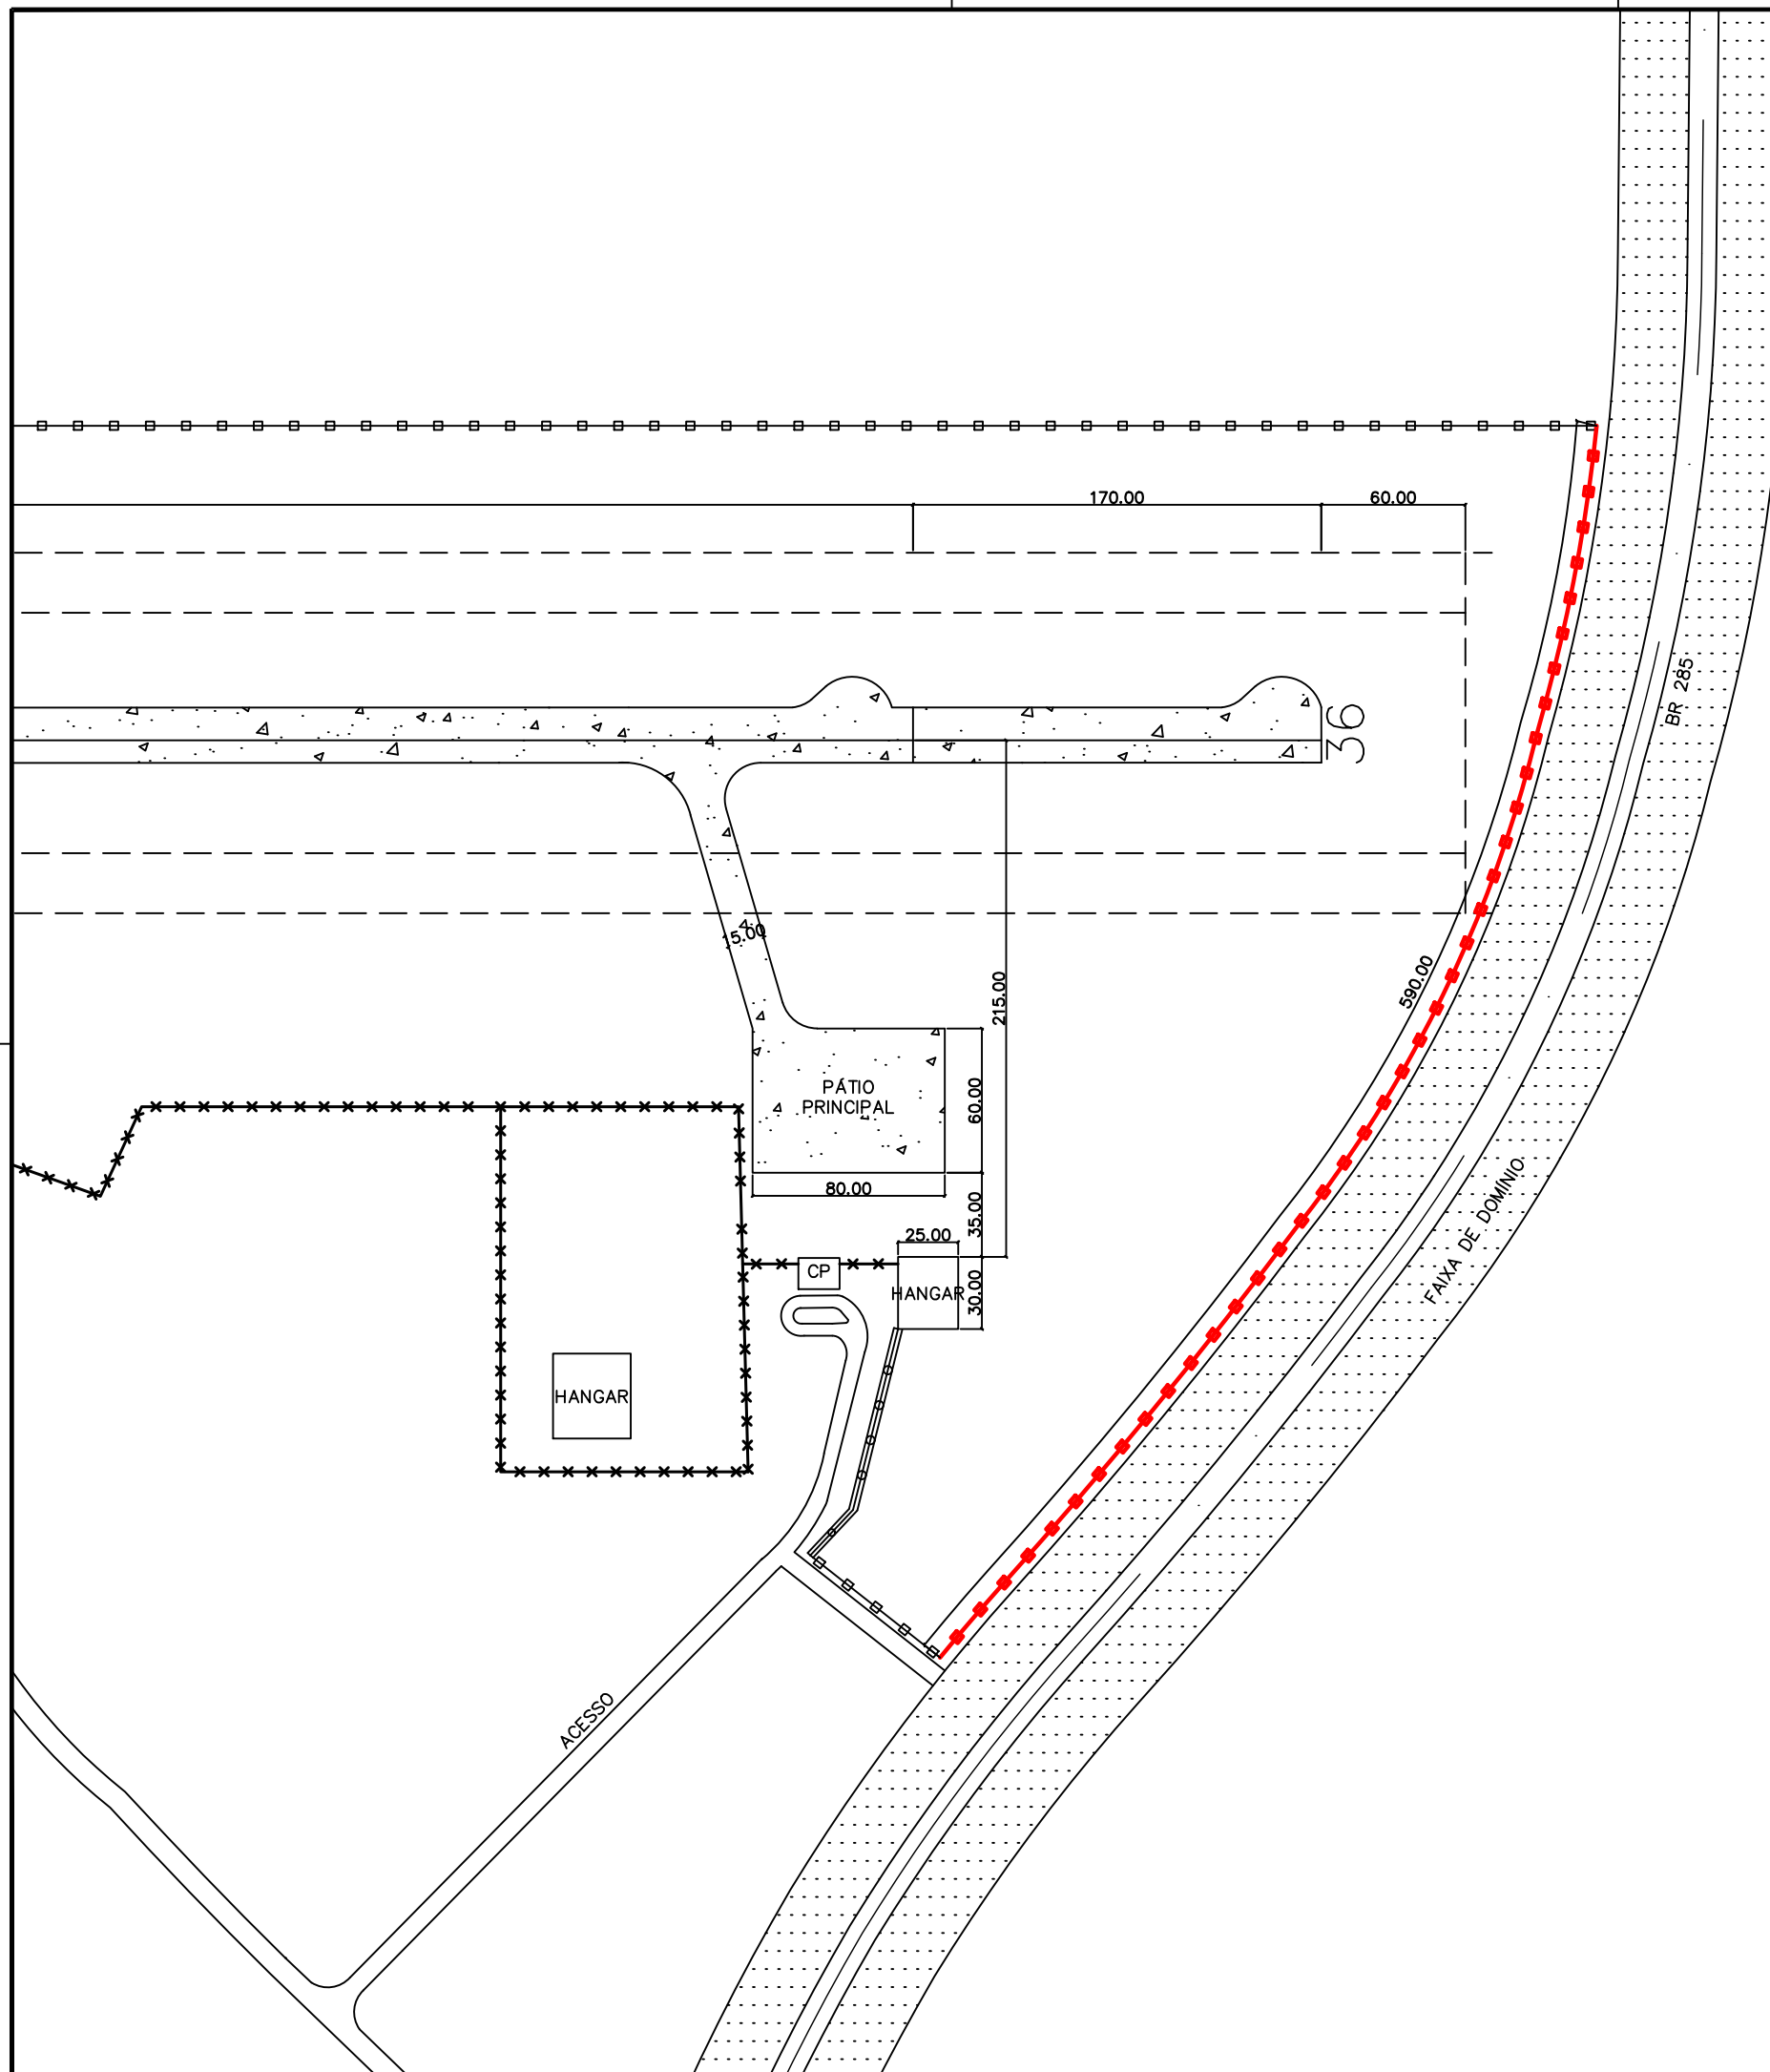 170.00
60.00
36
BR 285
15.00
590.00
215.00
PÁTIO
PRINCIPAL
60.00
80.00
35.00
FAIXA DE DOMÍNIO
25.00
CP
HANGAR
30.00
HANGAR
ACESSO